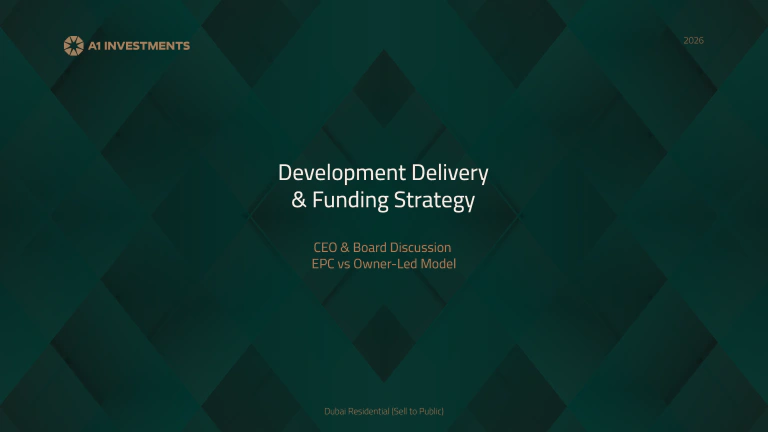 A1 INVESTMENTS
2026
Development Delivery
& Funding Strategy
CEO & Board Discussion
EPC vs Owner-Led Model
Dubai Residential (Sell to Public)